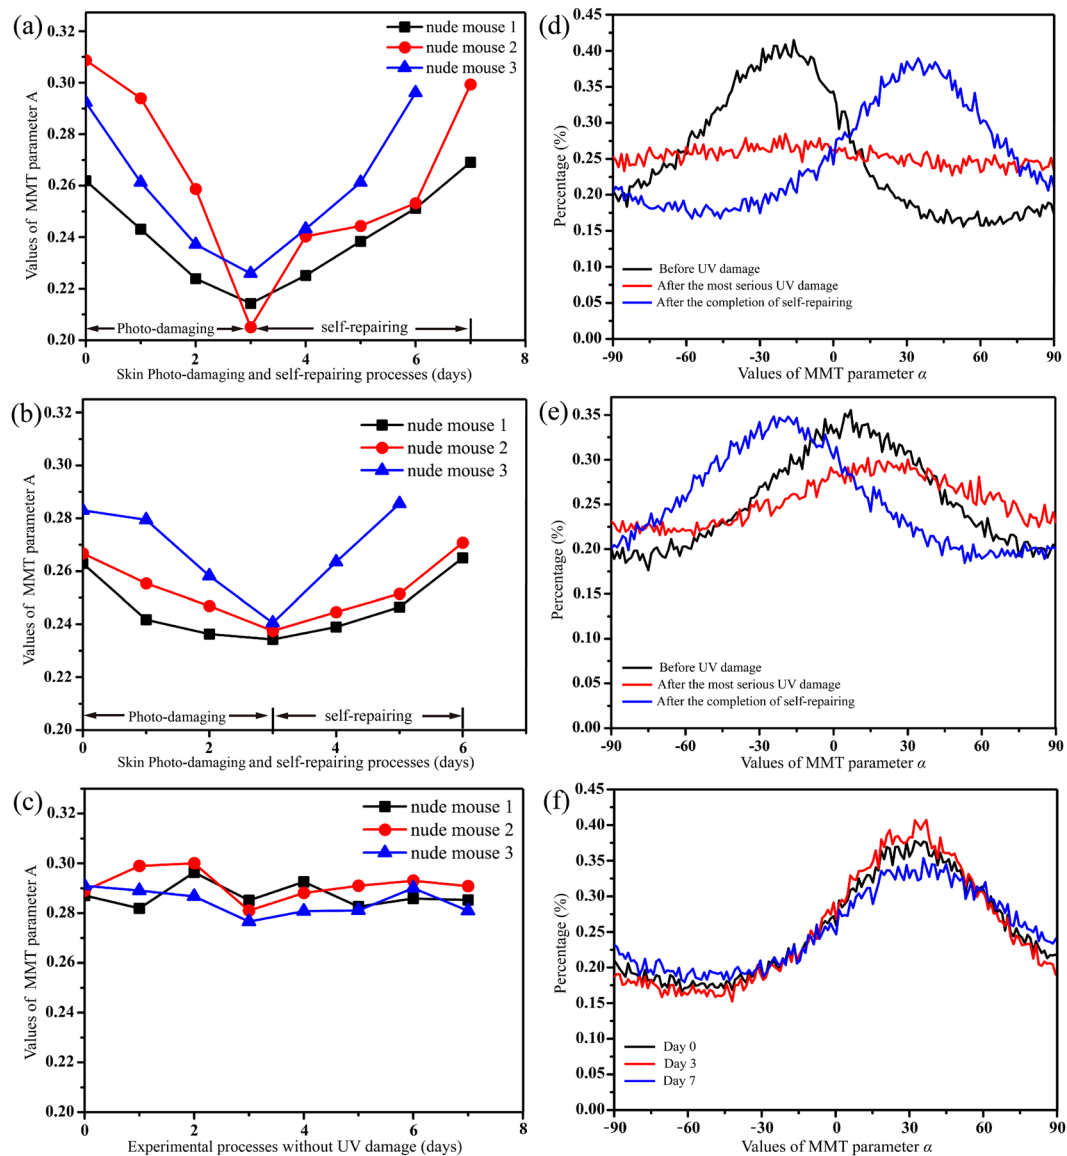 (a)
nude mouse 1
nude mouse 2
nude mouse 3
Values of MMT parameter A
0.32
0.30
0.28
0.26
0.24
0.22
0.20
Photo-damaging
self-repairing
0
2
4
6
8
Skin Photo-damaging and self-repairing processes (days)
(d)
Percentage (%)
0.45
0.40
0.35
0.30
0.25
0.20
0.15
0.10
0.05
0.00
Before UV damage
After the most serious UV damage
After the completion of self-repairing
-90
-60
-30
0
30
60
90
Values of MMT parameter α
(b)
nude mouse 1
nude mouse 2
nude mouse 3
Values of MMT parameter A
0.32
0.30
0.28
0.26
0.24
0.22
0.20
Photo-damaging
self-repairing
0
1
2
3
4
5
6
7
Skin Photo-damaging and self-repairing processes (days)
(e)
Percentage (%)
0.35
0.30
0.25
0.20
0.15
0.10
0.05
0.00
Before UV damage
After the most serious UV damage
After the completion of self-repairing
-90
-60
-30
0
30
60
90
Values of MMT parameter α
(c)
nude mouse 1
nude mouse 2
nude mouse 3
Values of MMT parameter A
0.32
0.30
0.28
0.26
0.24
0.22
0.20
0
2
4
6
8
Experimental processes without UV damage (days)
(f)
Percentage (%)
0.45
0.40
0.35
0.30
0.25
0.20
0.15
0.10
0.05
0.00
Day 0
Day 3
Day 7
-90
-60
-30
0
30
60
90
Values of MMT parameter α